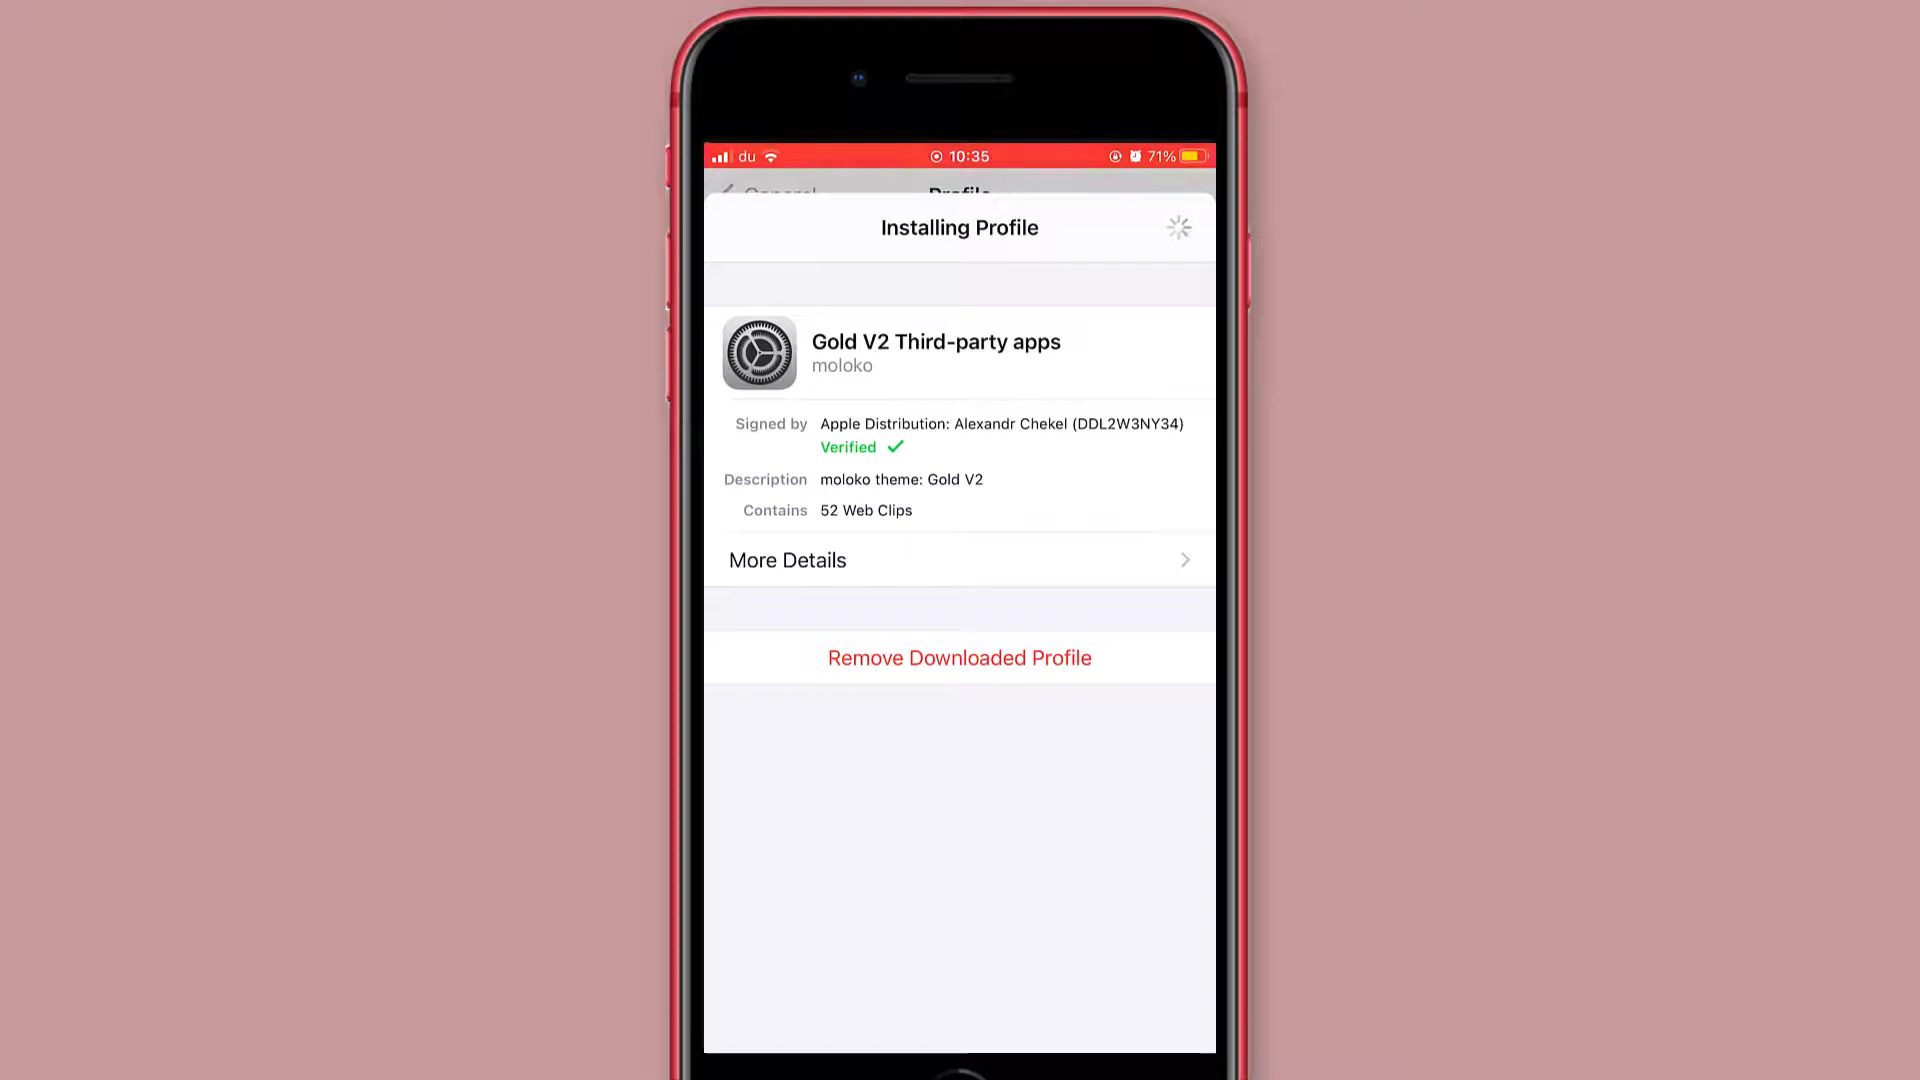 du 10:35 71%
General Profile
Installing Profile
Gold V2 Third-party apps
moloko
Signed by Apple Distribution: Alexandr Chekel (DDL2W3NY34)
Verified
Description moloko theme: Gold V2
Contains 52 Web Clips
More Details
Remove Downloaded Profile